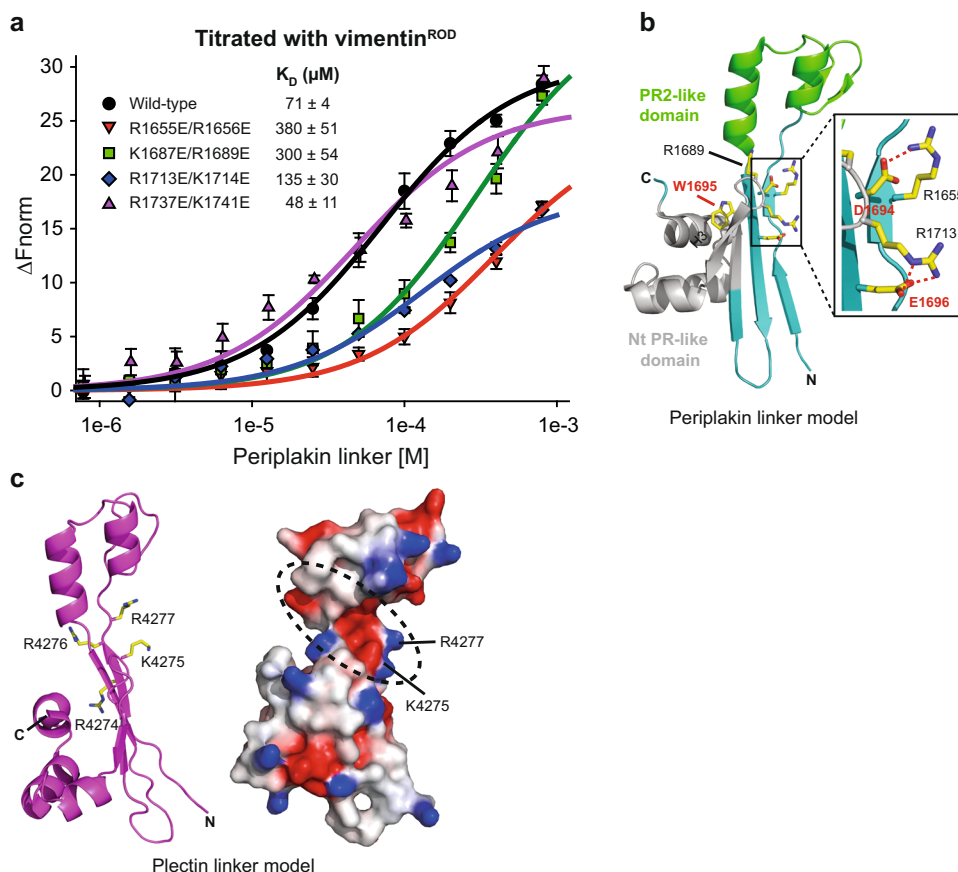 a
Titrated with vimentinROD
KD (µM)
Wild-type 71 ± 4
R1655E/R1656E 380 ± 51
K1687E/R1689E 300 ± 54
R1713E/K1714E 135 ± 30
R1737E/K1741E 48 ± 11
ΔFnorm
30
25
20
15
10
5
0
1e-6 1e-5 1e-4 1e-3
Periplakin linker [M]
b
PR2-like
domain
R1689
C
W1695
Nt PR-like
domain
N
R1655
D1694
R1713
E1696
Periplakin linker model
c
R4277
R4276
K4275
R4274
C
N
R4277
K4275
Plectin linker model